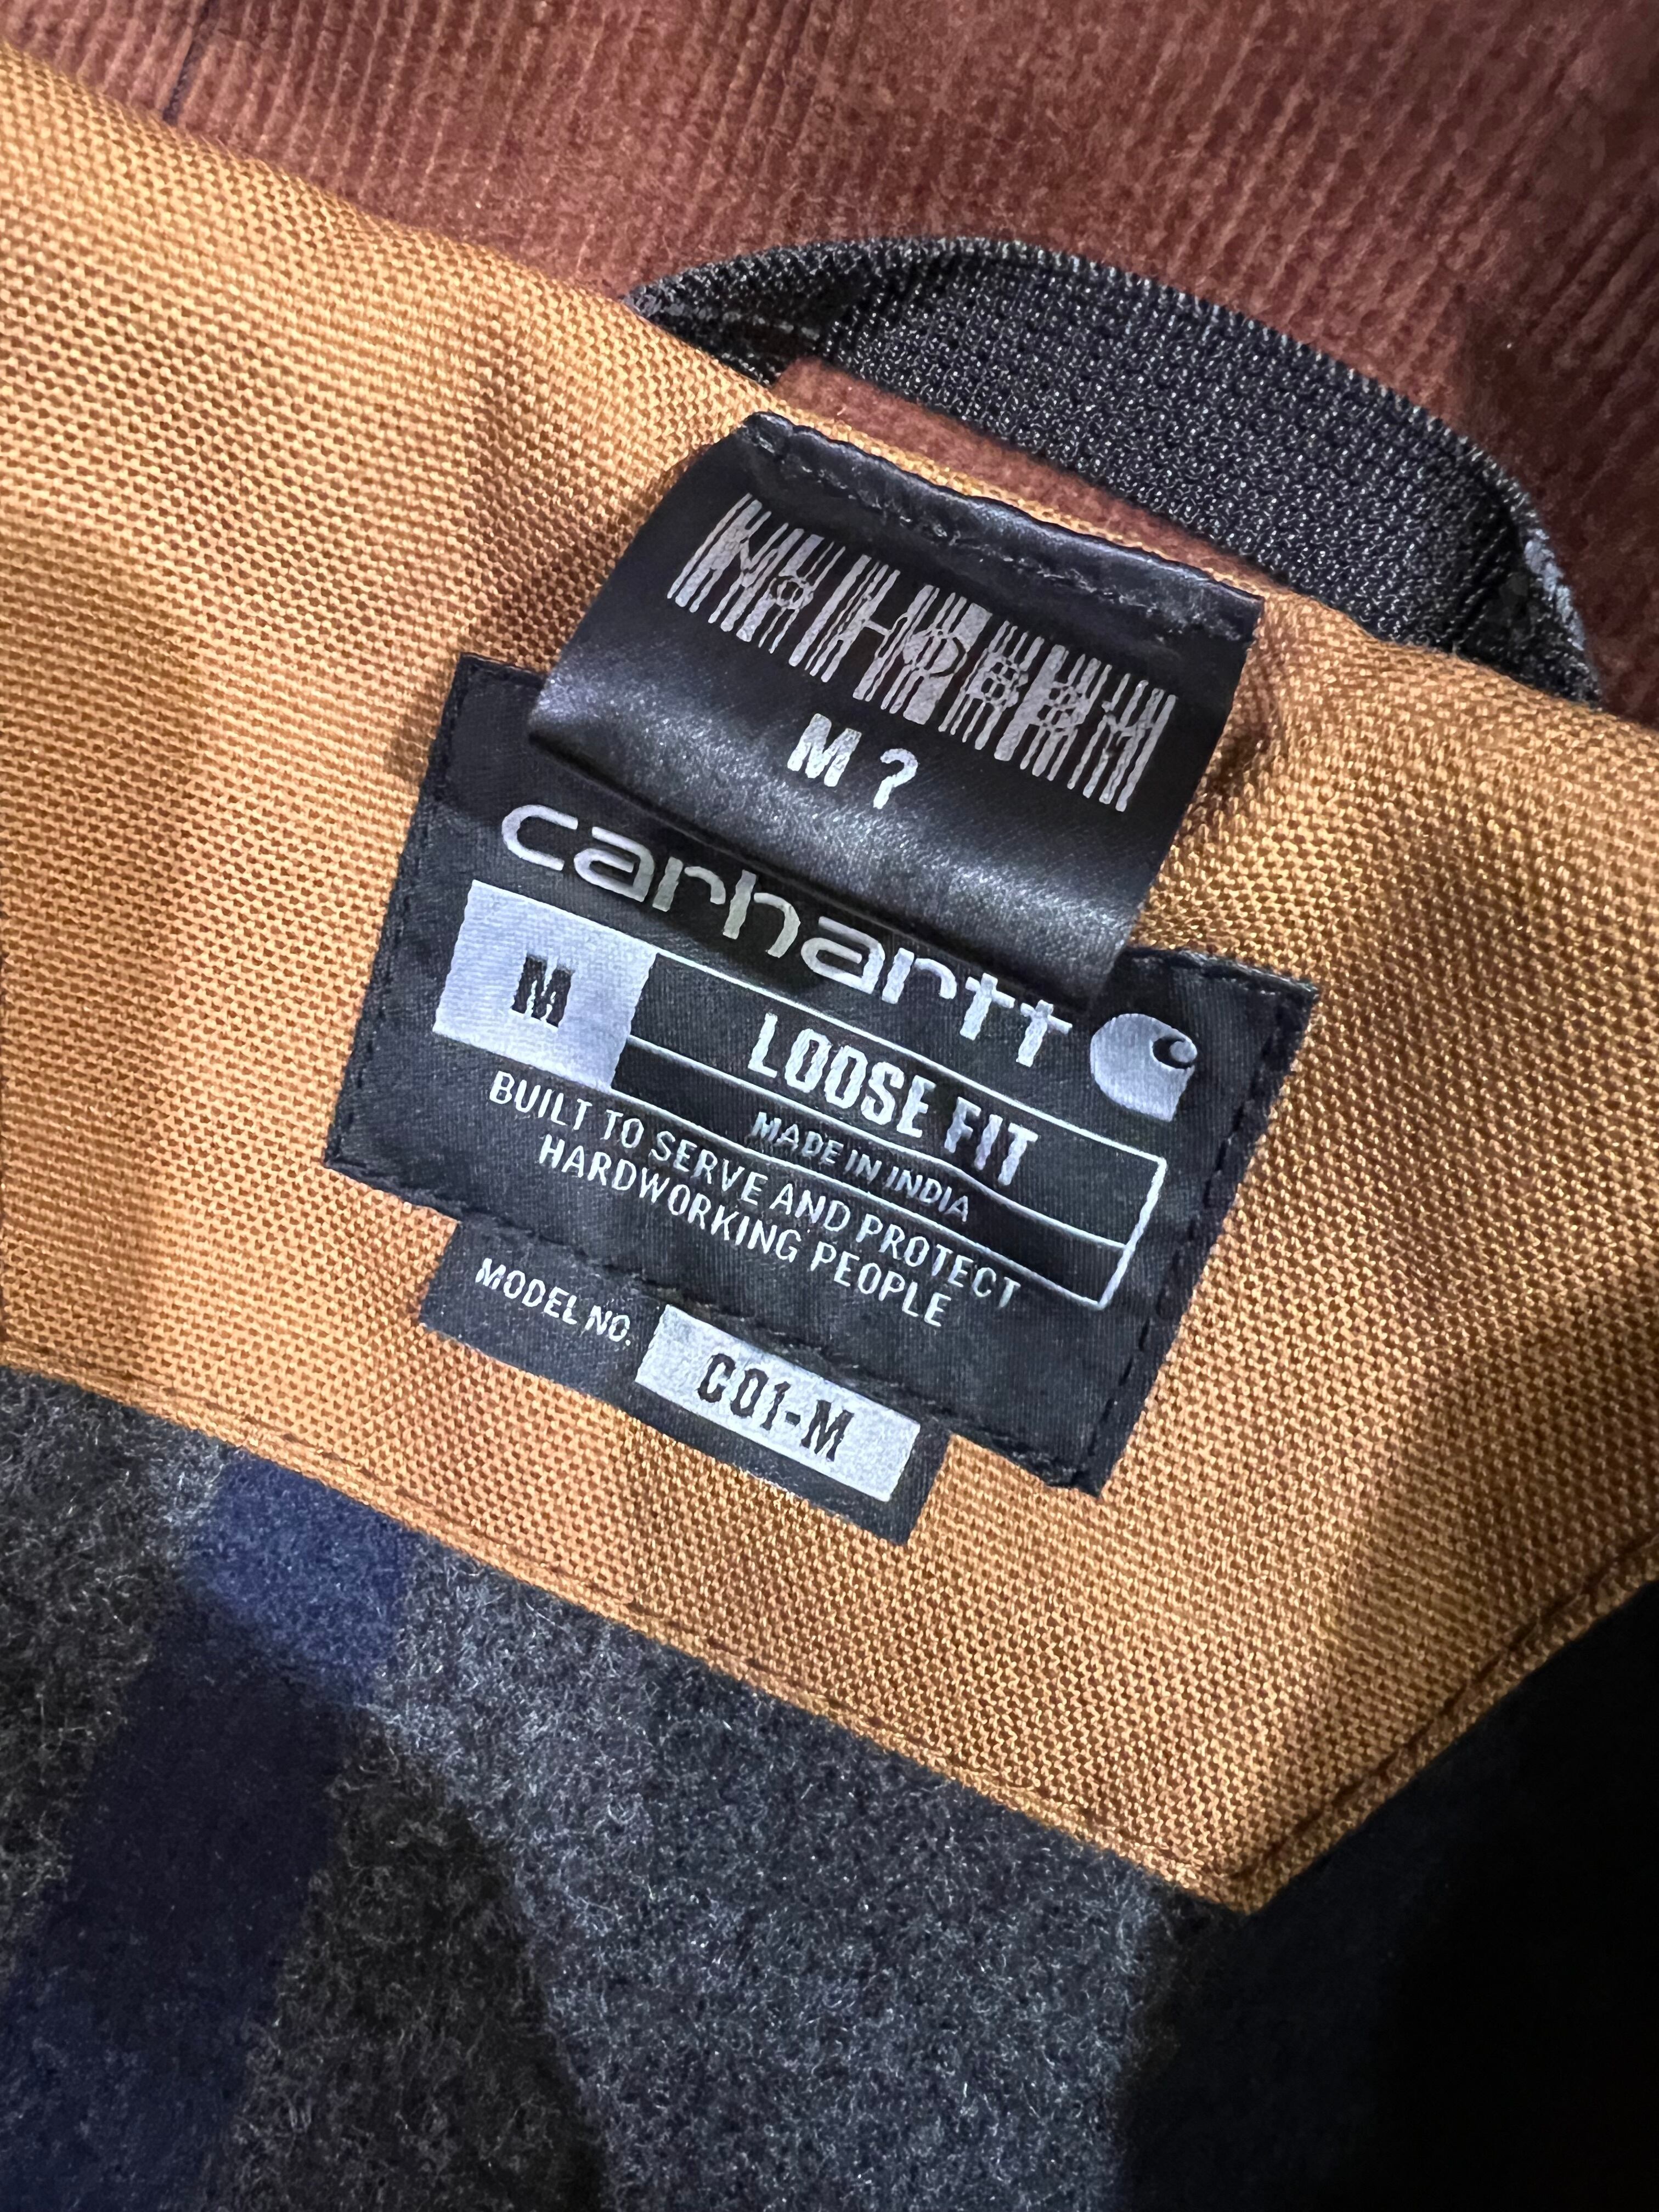 M ?
carhartt
M
LOOSE FIT
MADE IN INDIA
BUILT TO SERVE AND PROTECT
HARDWORKING PEOPLE
MODEL NO.
C01-M